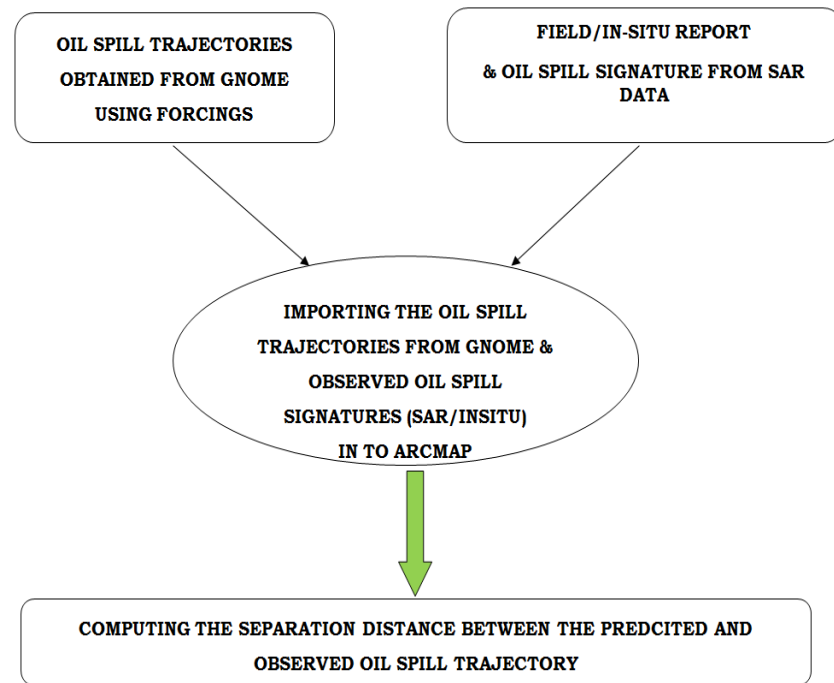 OIL SPILL TRAJECTORIES
OBTAINED FROM GNOME
USING FORCINGS
FIELD/IN-SITU REPORT
& OIL SPILL SIGNATURE FROM SAR
DATA
IMPORTING THE OIL SPILL
TRAJECTORIES FROM GNOME &
OBSERVED OIL SPILL
SIGNATURES (SAR/INSITU)
IN TO ARCMAP
COMPUTING THE SEPARATION DISTANCE BETWEEN THE PREDCITED AND
OBSERVED OIL SPILL TRAJECTORY